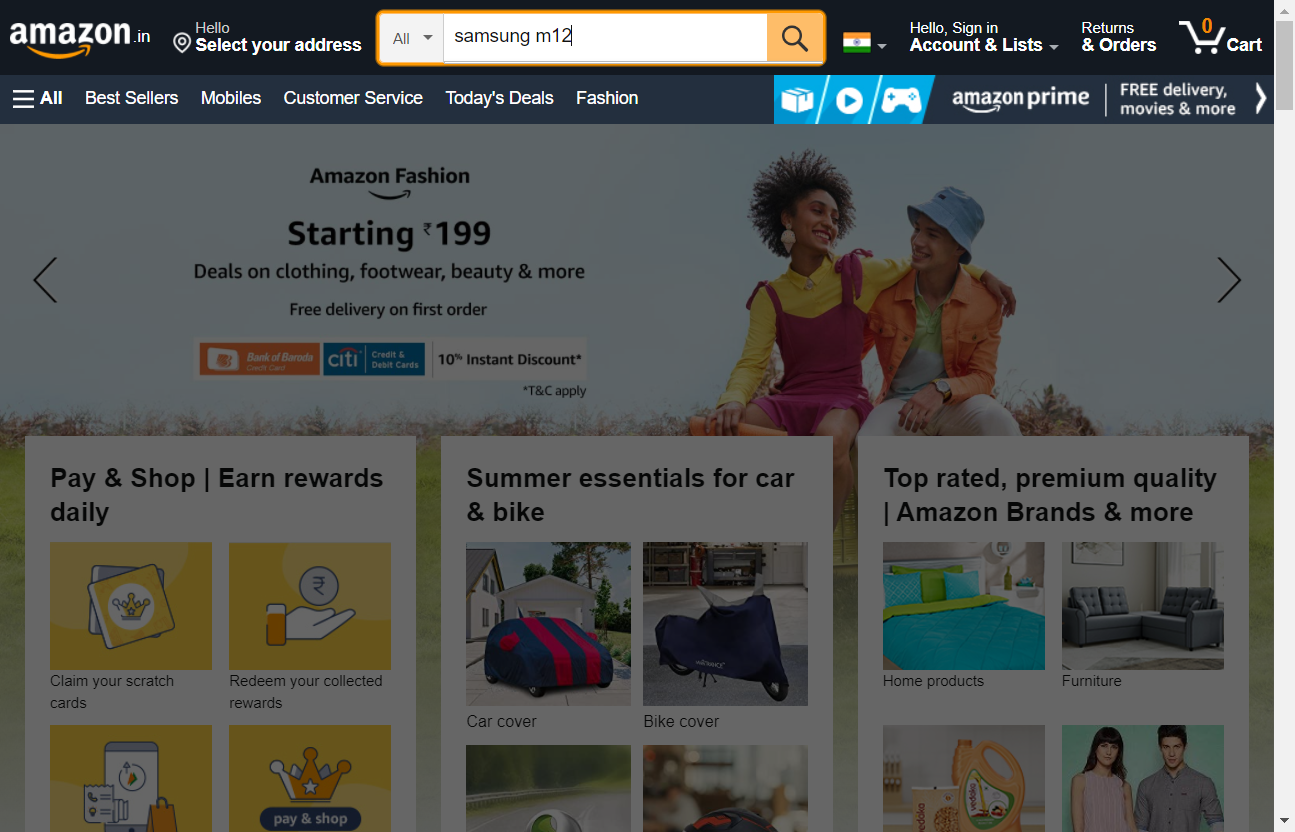 amazon.in
Hello
Select your address
All
samsung m12
Hello, Sign in
Account & Lists
Returns
& Orders
0
Cart
All
Best Sellers
Mobiles
Customer Service
Today's Deals
Fashion
amazon prime
FREE delivery,
movies & more
Amazon Fashion
Starting ₹199
Deals on clothing, footwear, beauty & more
Free delivery on first order
Bank of Baroda
Credit Card
citi
Credit &
Debit Cards
10% Instant Discount*
*T&C apply
Pay & Shop | Earn rewards
daily
Claim your scratch
cards
Redeem your collected
rewards
pay & shop
Summer essentials for car
& bike
Car cover
Bike cover
Top rated, premium quality
| Amazon Brands & more
Home products
Furniture
vedaka
vedaka